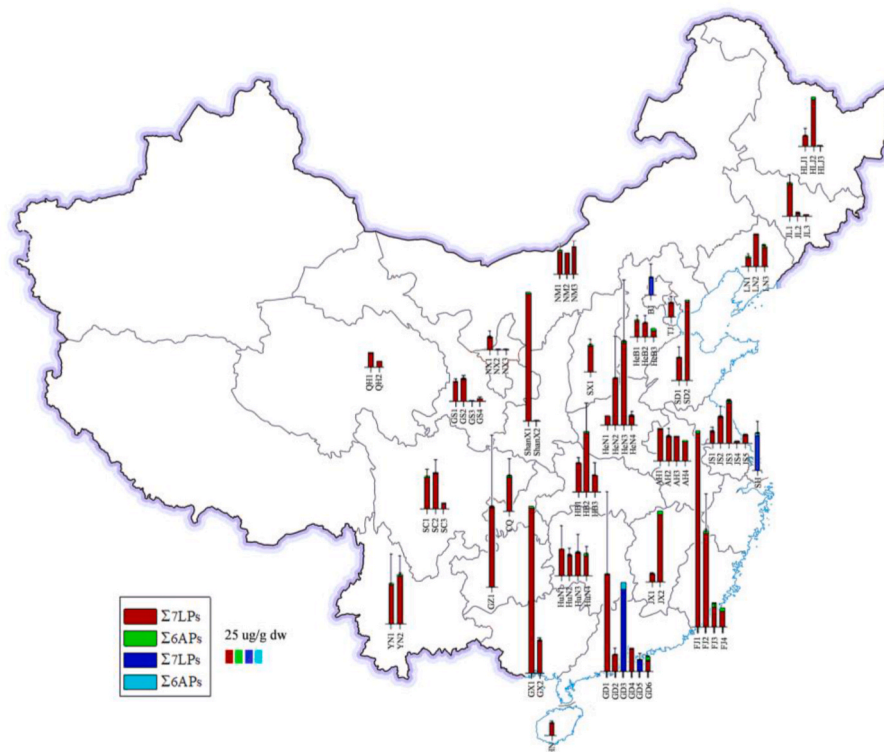 HLJ1
HLJ2
HLJ3
JL1
JL2
JL3
LN1
LN2
LN3
NM1
NM2
NM3
BJ
TJ
HeB1
HeB2
HeB3
NX1
NX2
NX3
SX1
QH1
QH2
GS1
GS2
GS3
GS4
ShanX1
ShanX2
SD1
SD2
HeN1
HeN2
HeN3
HeN4
JS1
JS2
JS3
JS4
JS5
SH
AH1
AH2
AH3
AH4
SC1
SC2
SC3
CQ
HB1
HB2
HB3
GZ1
HuN1
HuN2
HuN3
HuN4
JX1
JX2
YN1
YN2
FJ1
FJ2
FJ3
FJ4
GX1
GX2
GD1
GD2
GD3
GD4
GD5
GD6
Σ7LPs
Σ6APs
Σ7LPs
Σ6APs
25 ug/g dw